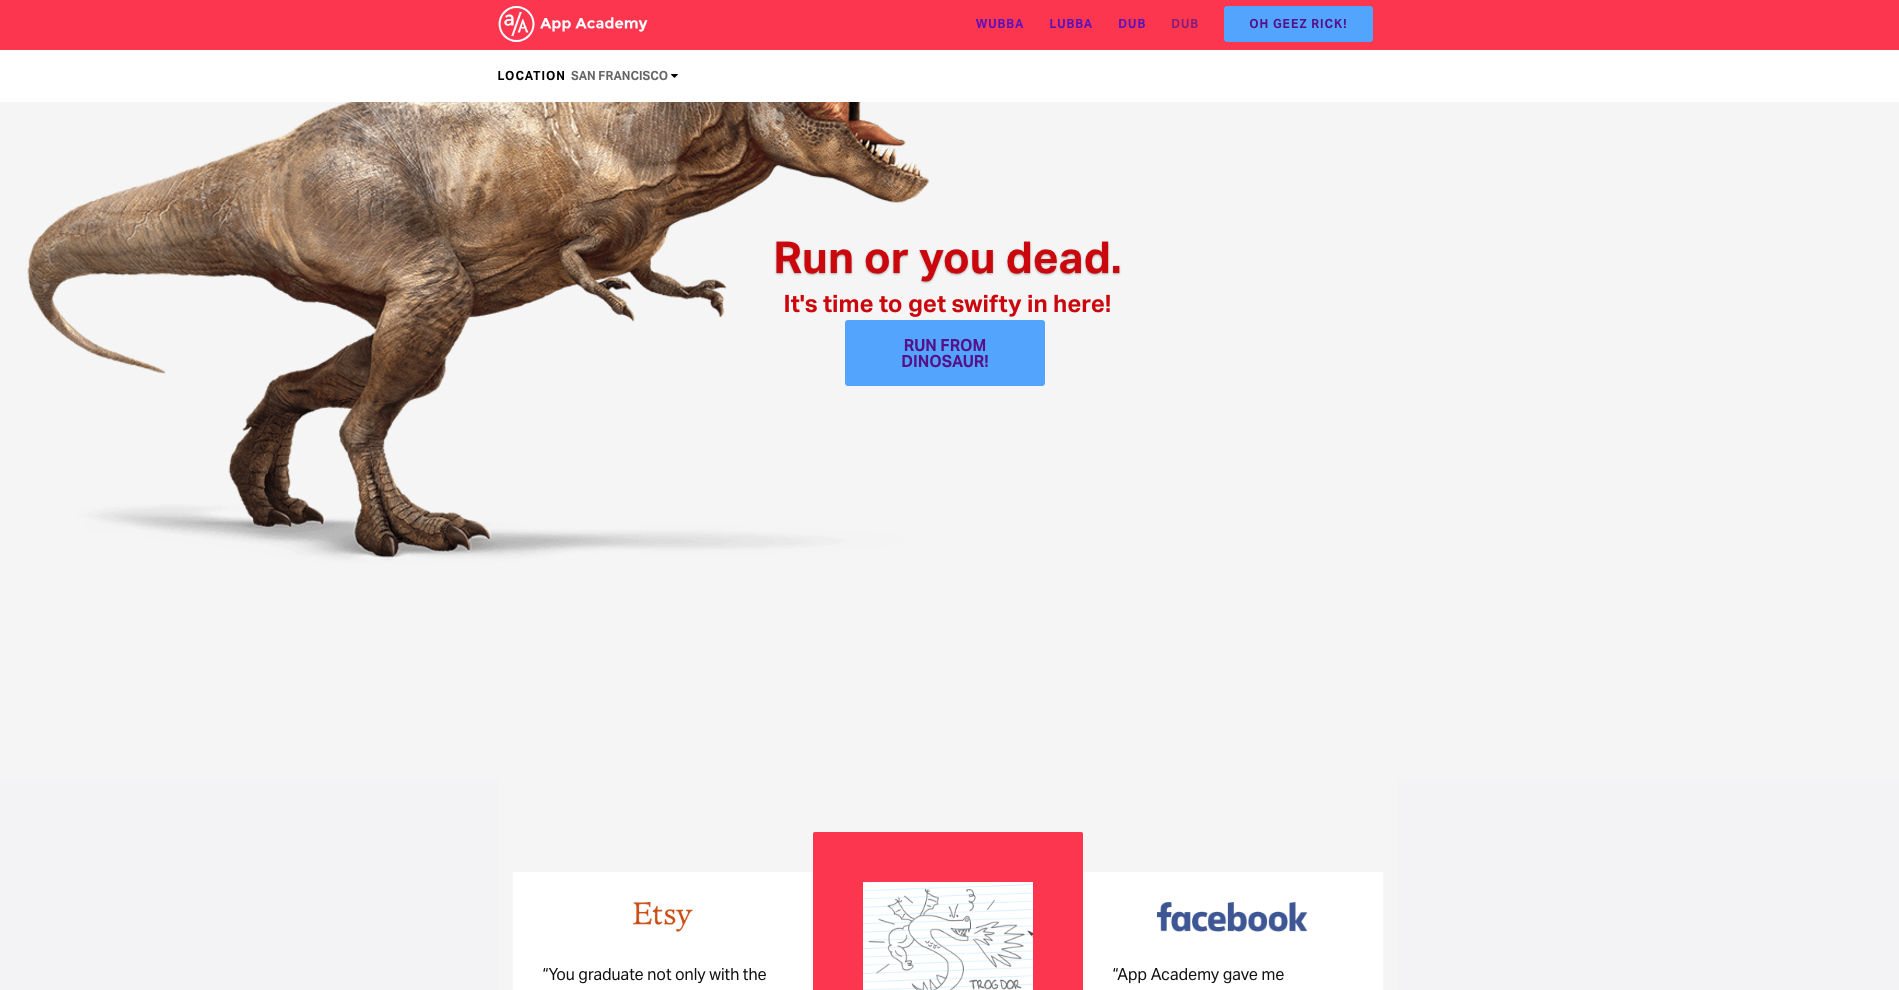 App Academy
WUBBA LUBBA DUB DUB OH GEEZ RICK!
LOCATION SAN FRANCISCO
Run or you dead.
It's time to get swifty in here!
RUN FROM
DINOSAUR!
Etsy
“You graduate not only with the
TROGDOR
facebook
“App Academy gave me